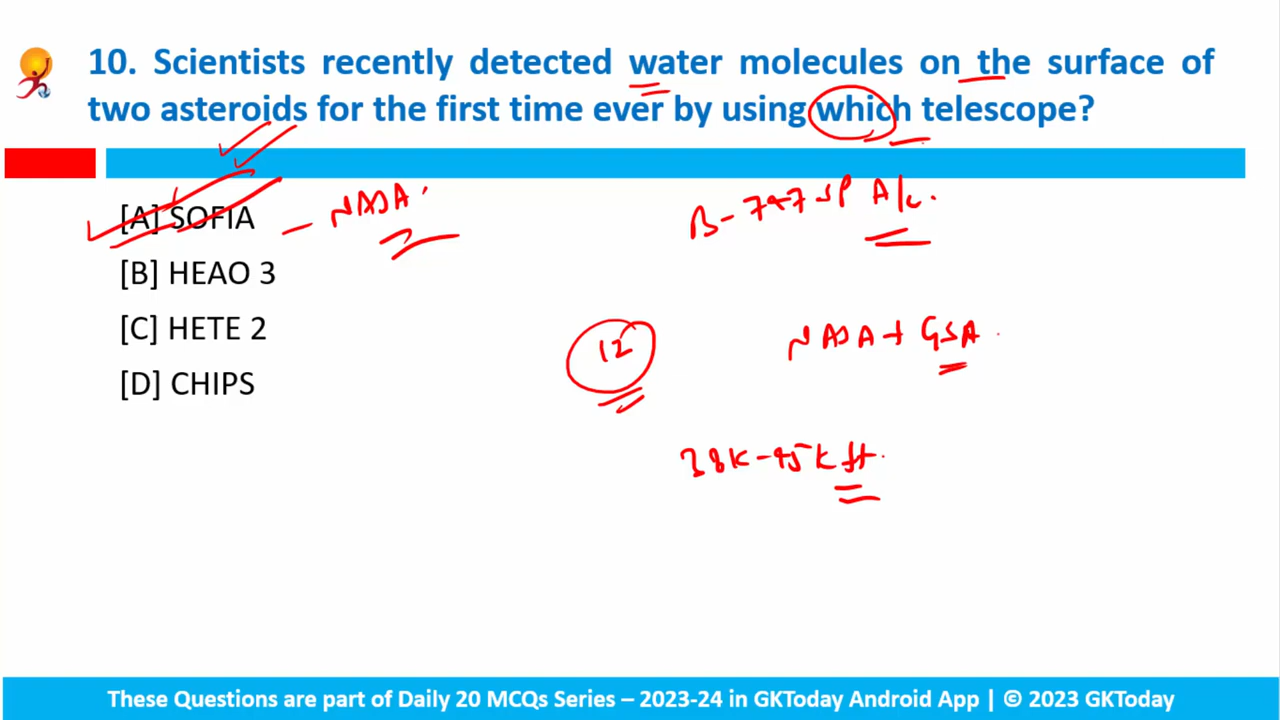 10. Scientists recently detected water molecules on the surface of
two asteroids for the first time ever by using which telescope?
[A] SOFIA - NASA.
B-747-SP A/c.
[B] HEAO 3
[C] HETE 2
12
NASA + GSA
[D] CHIPS
38K-45K ft.
These Questions are part of Daily 20 MCQs Series – 2023-24 in GKToday Android App | © 2023 GKToday